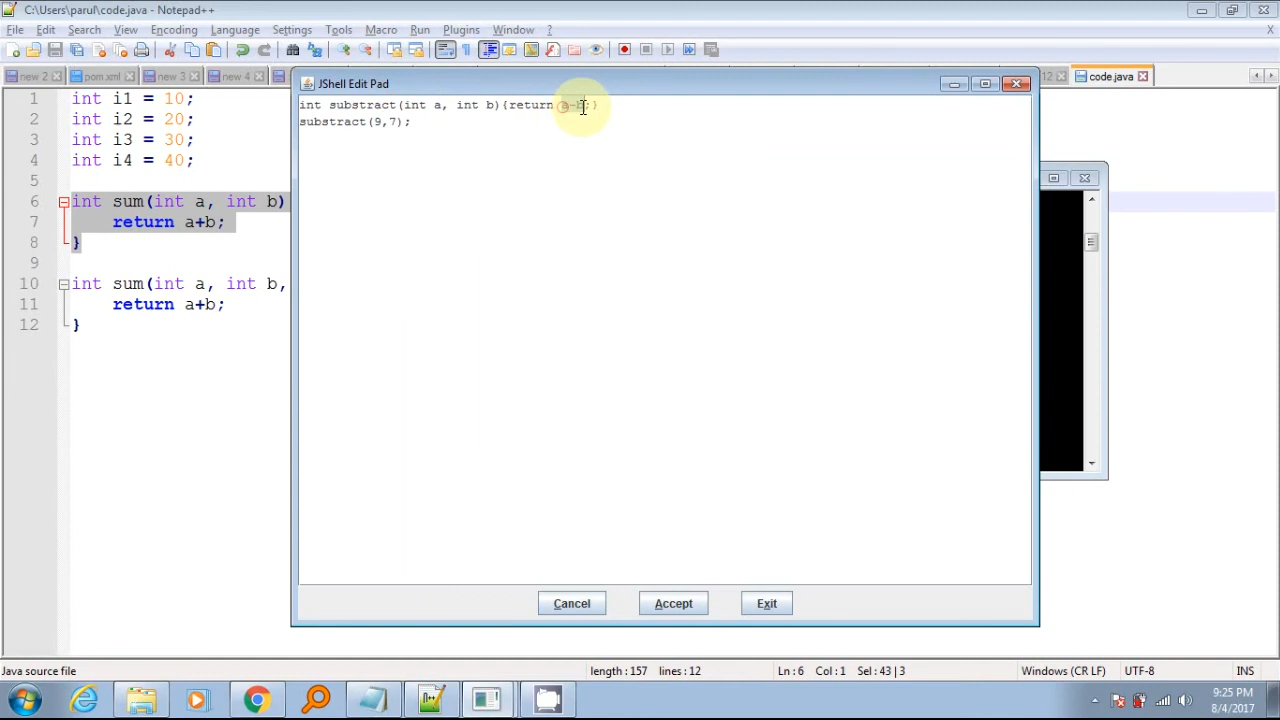 C:\Users\parul\code.java - Notepad++
File Edit Search View Encoding Language Settings Tools Macro Run Plugins Window ?
new 2 pom xml new 3 new 4 12 code.java
JShell Edit Pad
int substract(int a, int b){return a-b;}
substract(9,7);
1 int i1 = 10;
2 int i2 = 20;
3 int i3 = 30;
4 int i4 = 40;
5
6 int sum(int a, int b)
7 return a+b;
8 }
9
10 int sum(int a, int b,
11 return a+b;
12 }
Cancel Accept Exit
Java source file length : 157 lines : 12 Ln : 6 Col : 1 Sel : 43 | 3 Windows (CR LF) UTF-8 INS
9:25 PM
8/4/2017